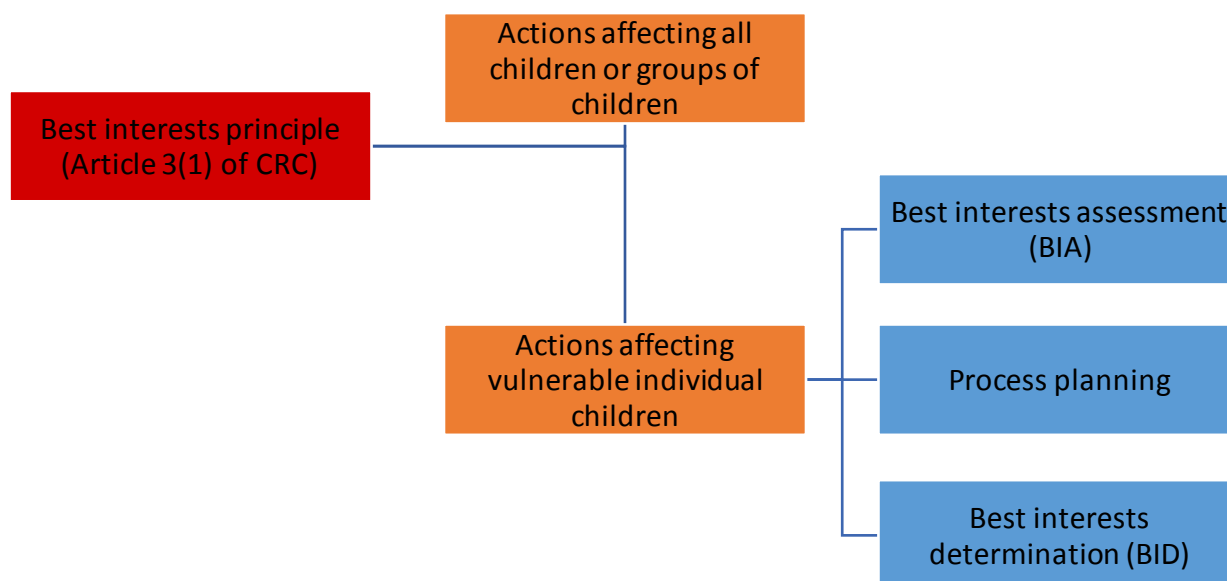 Actions affecting all
children or groups of
children
Best interests principle
(Article 3(1) of CRC)
Best interests assessment
(BIA)
Actions affecting
vulnerable individual
children
Process planning
Best interests
determination (BID)